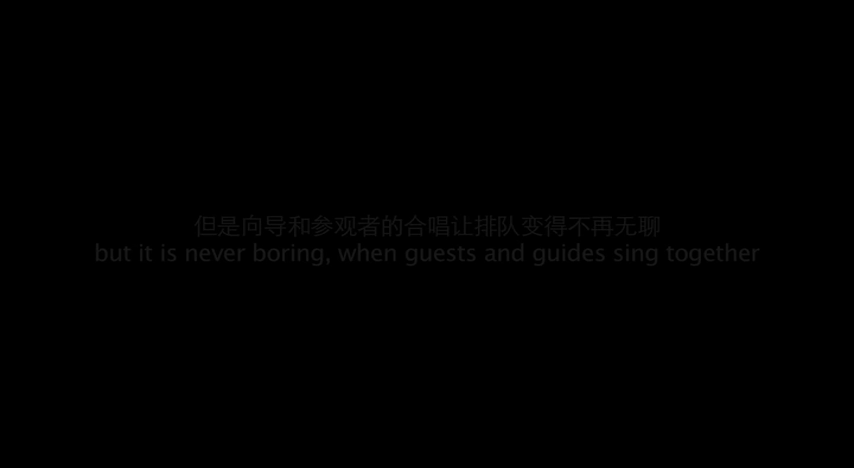 但是向导和参观者的合唱让排队变得不再无聊
but it is never boring, when guests and guides sing together